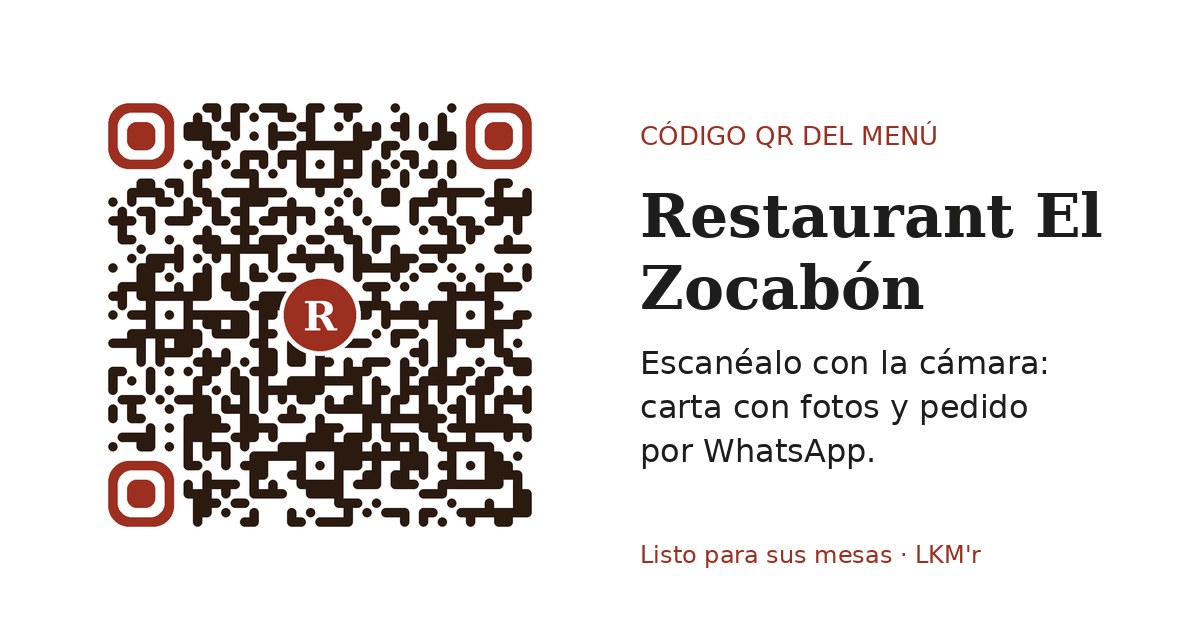 R
CÓDIGO QR DEL MENÚ
Restaurant El
Zocabón
Escanéalo con la cámara:
carta con fotos y pedido
por WhatsApp.
Listo para sus mesas · LKM'r